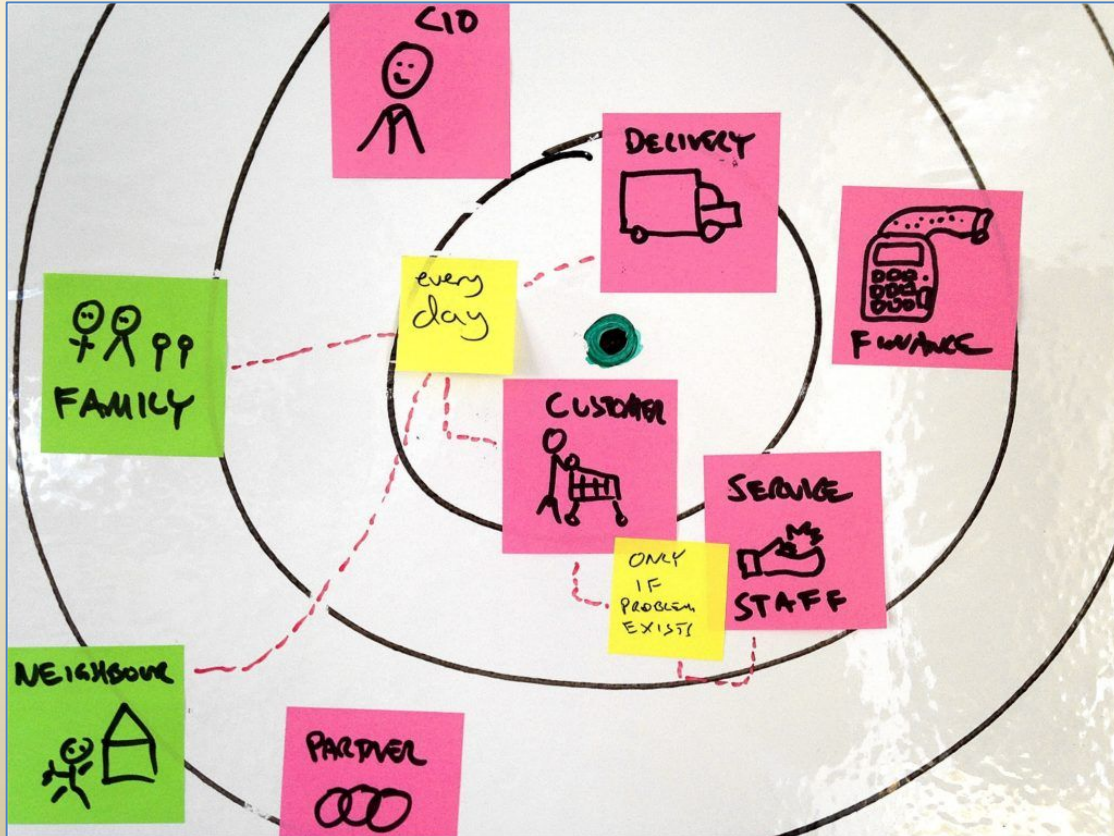 CIO
DELIVERY
FINANCE
every
day
FAMILY
CUSTOMER
SERVICE
STAFF
ONLY
IF
PROBLEM
EXISTS
NEIGHBOUR
PARTNER